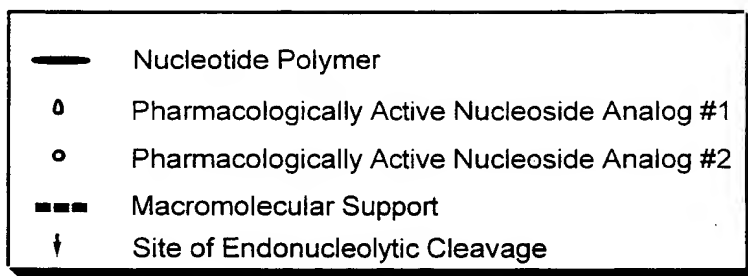 Nucleotide Polymer
Pharmacologically Active Nucleoside Analog #1
Pharmacologically Active Nucleoside Analog #2
Macromolecular Support
Site of Endonucleolytic Cleavage